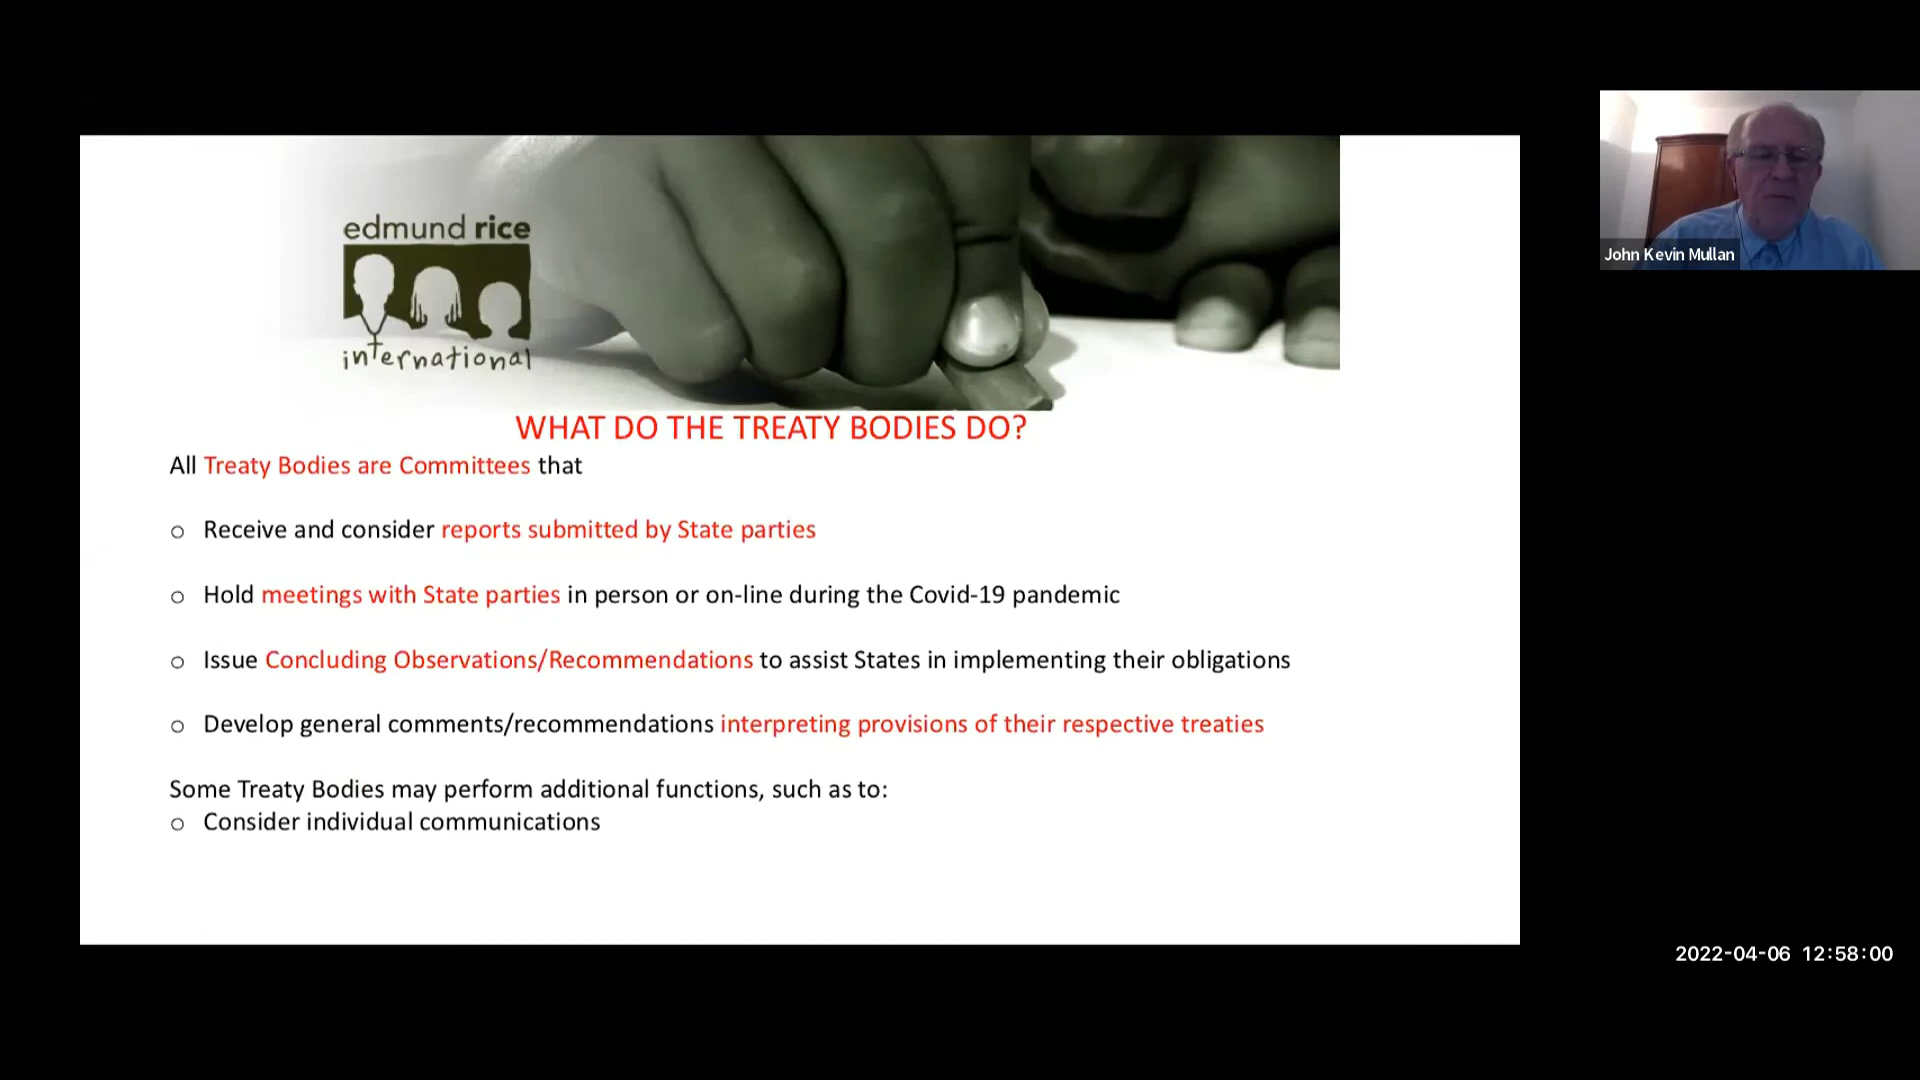 edmund rice
international
John Kevin Mullan
WHAT DO THE TREATY BODIES DO?
All Treaty Bodies are Committees that
o Receive and consider reports submitted by State parties
o Hold meetings with State parties in person or on-line during the Covid-19 pandemic
o Issue Concluding Observations/Recommendations to assist States in implementing their obligations
o Develop general comments/recommendations interpreting provisions of their respective treaties
Some Treaty Bodies may perform additional functions, such as to:
o Consider individual communications
2022-04-06 12:58:00